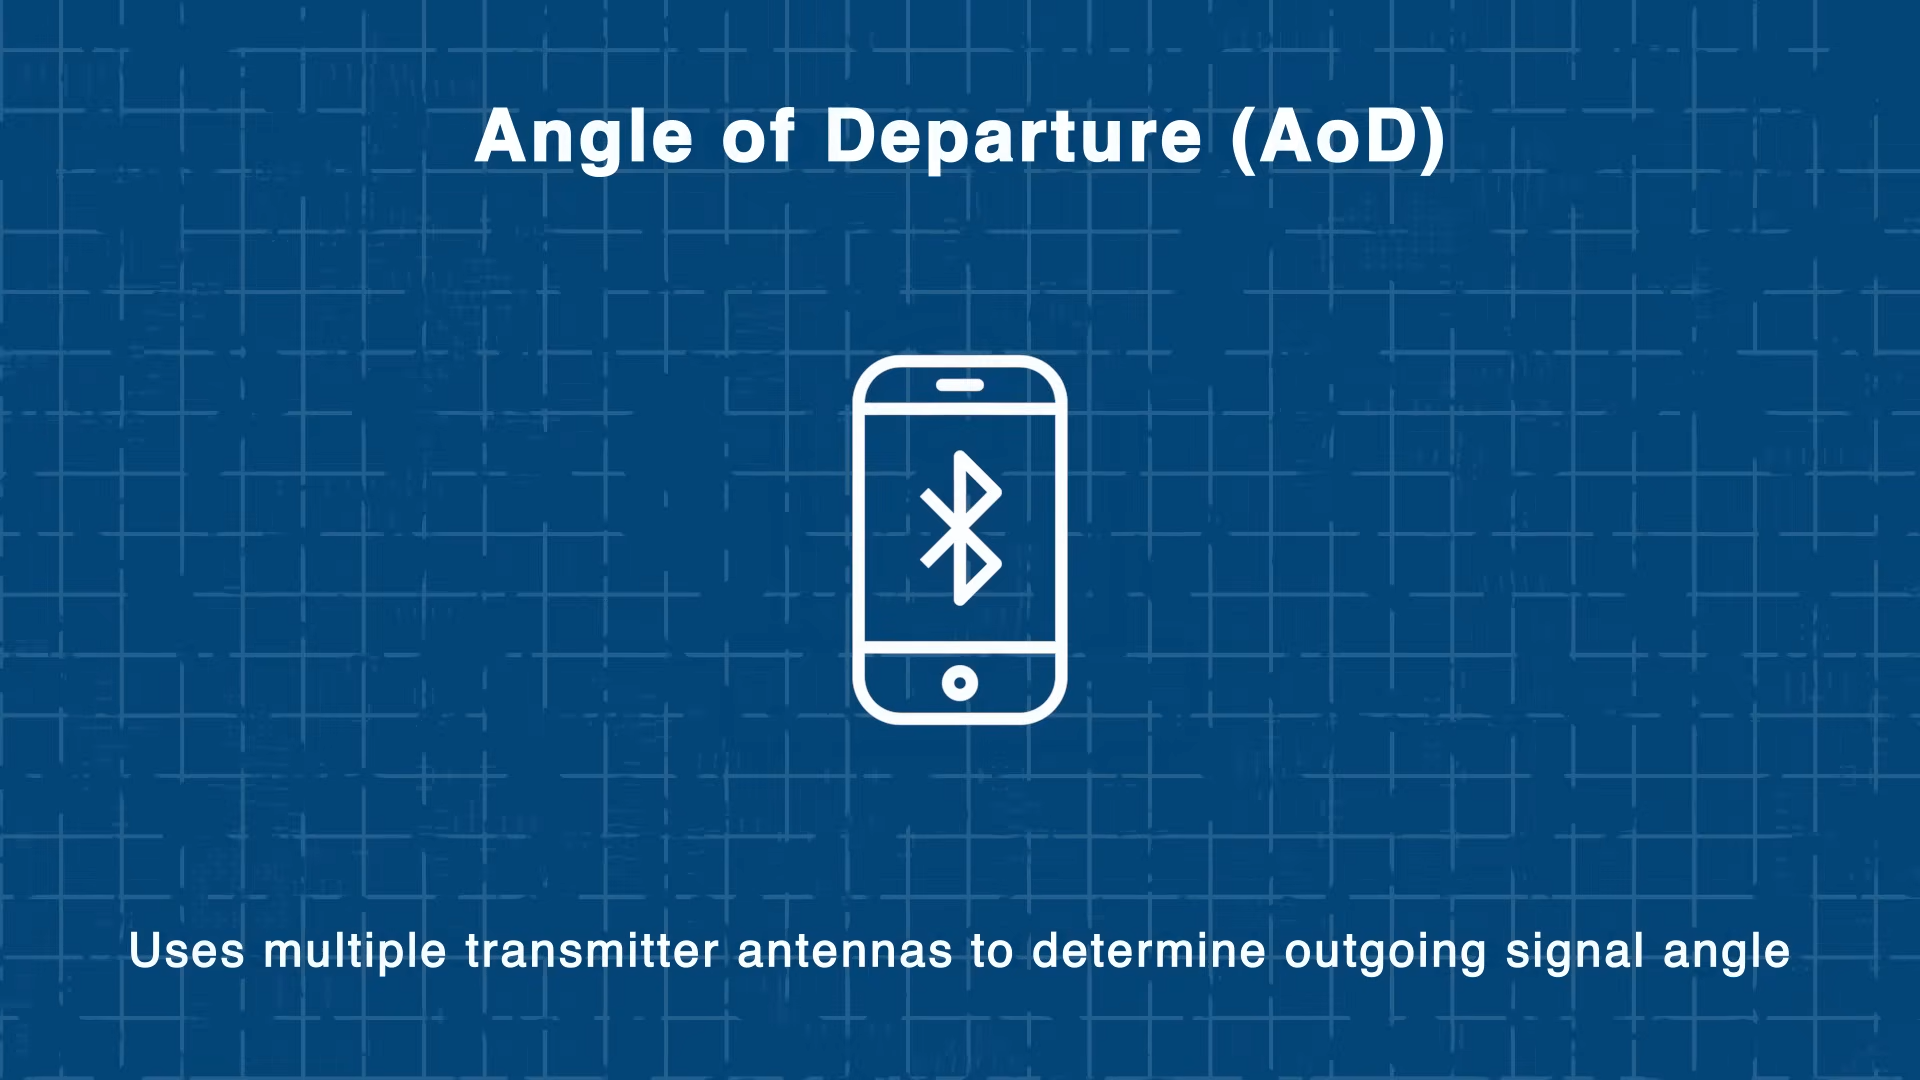 Angle of Departure (AoD)
Uses multiple transmitter antennas to determine outgoing signal angle